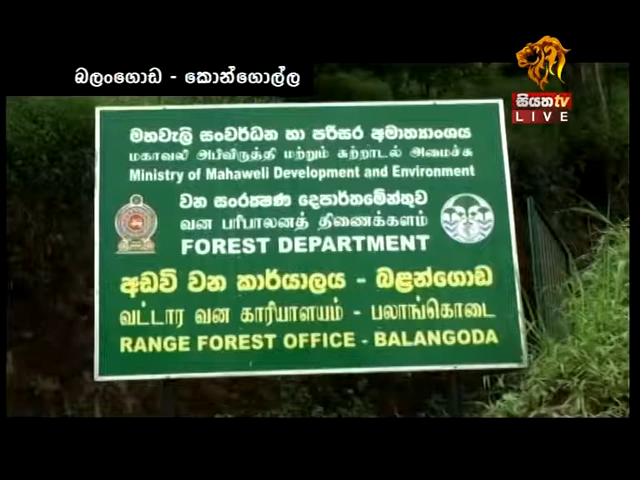 බලංගොඩ - කොන්ගොල්ල
සියත tv
LIVE
මහවැලි සංවර්ධන හා පරිසර අමාත්‍යාංශය
மகாவலி அபிவிருத்தி மற்றும் சுற்றாடல் அமைச்சு
Ministry of Mahaweli Development and Environment
වන සංරක්ෂණ දෙපාර්තමේන්තුව
வன பரிபாலனத் திணைக்களம்
FOREST DEPARTMENT
අඩවි වන කාර්යාලය - බළන්ගොඩ
வட்டார வன காரியாலயம் - பலாங்கொடை
RANGE FOREST OFFICE - BALANGODA